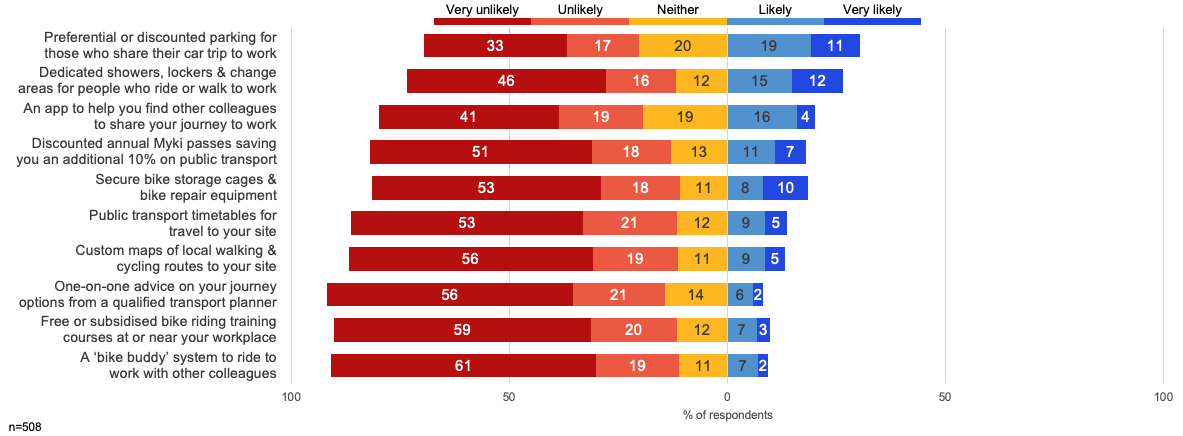 Very unlikely Unlikely Neither Likely Very likely
Preferential or discounted parking for
those who share their car trip to work
33 17 20 19 11
Dedicated showers, lockers & change
areas for people who ride or walk to work
46 16 12 15 12
An app to help you find other colleagues
to share your journey to work
41 19 19 16 4
Discounted annual Myki passes saving
you an additional 10% on public transport
51 18 13 11 7
Secure bike storage cages &
bike repair equipment
53 18 11 8 10
Public transport timetables for
travel to your site
53 21 12 9 5
Custom maps of local walking &
cycling routes to your site
56 19 11 9 5
One-on-one advice on your journey
options from a qualified transport planner
56 21 14 6 2
Free or subsidised bike riding training
courses at or near your workplace
59 20 12 7 3
A ‘bike buddy’ system to ride to
work with other colleagues
61 19 11 7 2
100 50 0 50 100
% of respondents
n=508